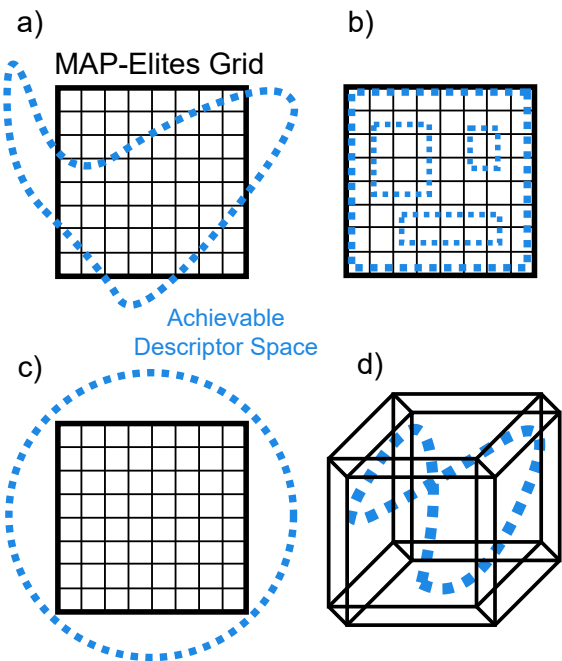 a)
b)
MAP-Elites Grid
Achievable
Descriptor Space
c)
d)